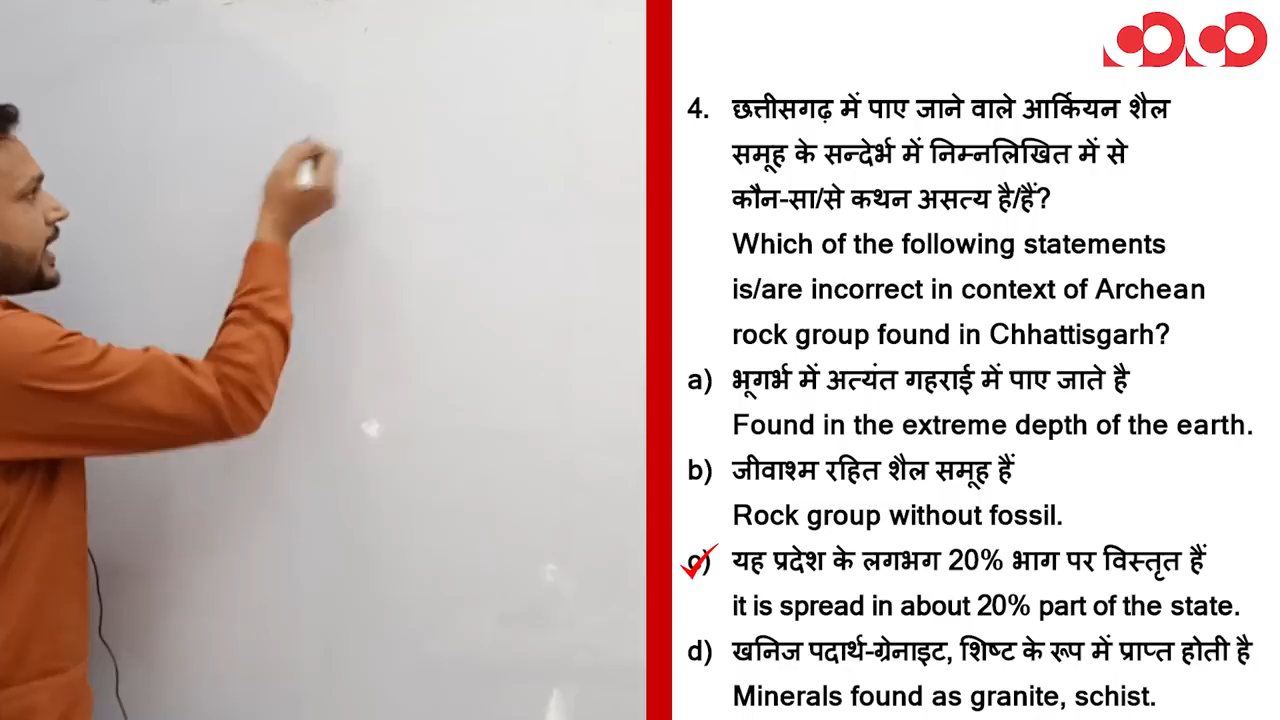 4. छत्तीसगढ़ में पाए जाने वाले आर्कियन शैल
समूह के सन्देर्भ में निम्नलिखित में से
कौन-सा/से कथन असत्य है/हैं?
Which of the following statements
is/are incorrect in context of Archean
rock group found in Chhattisgarh?
a) भूगर्भ में अत्यंत गहराई में पाए जाते है
Found in the extreme depth of the earth.
b) जीवाश्म रहित शैल समूह हैं
Rock group without fossil.
c) यह प्रदेश के लगभग 20% भाग पर विस्तृत हैं
it is spread in about 20% part of the state.
d) खनिज पदार्थ-ग्रेनाइट, शिष्ट के रूप में प्राप्त होती है
Minerals found as granite, schist.